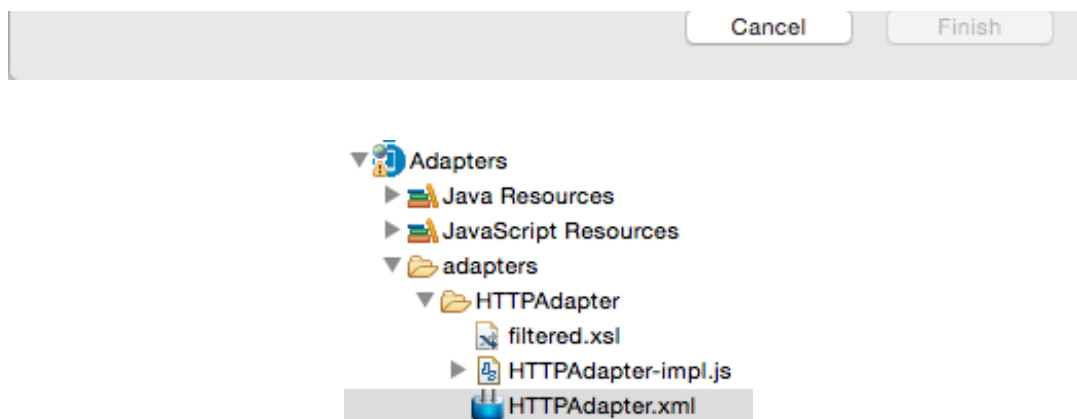 Cancel Finish
Adapters
Java Resources
JavaScript Resources
adapters
HTTPAdapter
filtered.xsl
HTTPAdapter-impl.js
HTTPAdapter.xml